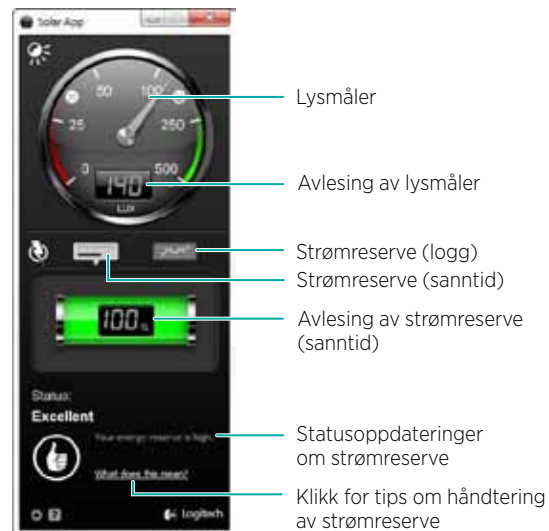 Solar App
Lysmåler
50
100
25
250
0
500
140
LUX
Avlesing av lysmåler
Strømreserve (logg)
Strømreserve (sanntid)
100 %
Avlesing av strømreserve
(sanntid)
Status:
Excellent
Your energy reserve is high.
Statusoppdateringer
om strømreserve
What does this mean?
Klikk for tips om håndtering
av strømreserve
Logitech